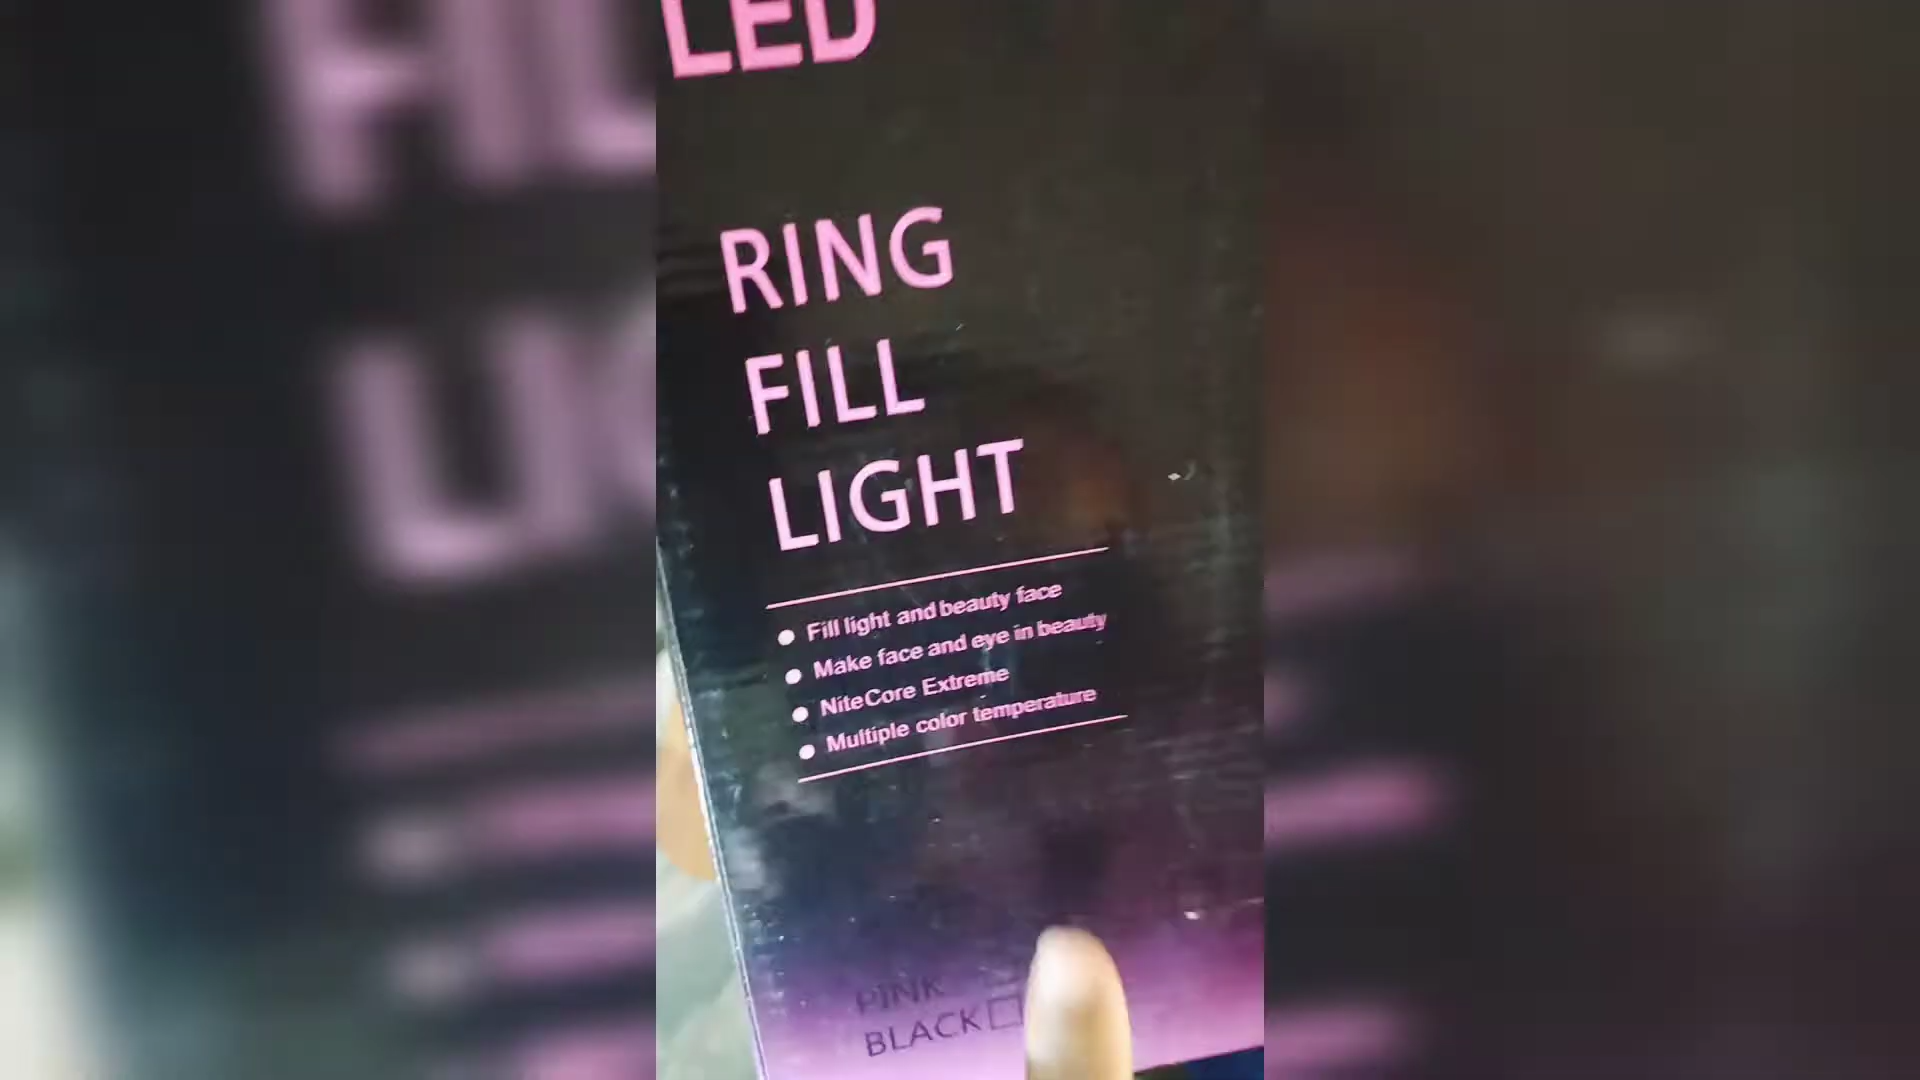 LED
RING
FILL
LIGHT
Fill light and beauty face
Make face and eye in beauty
NiteCore Extreme
Multiple color temperature
PINK
BLACK